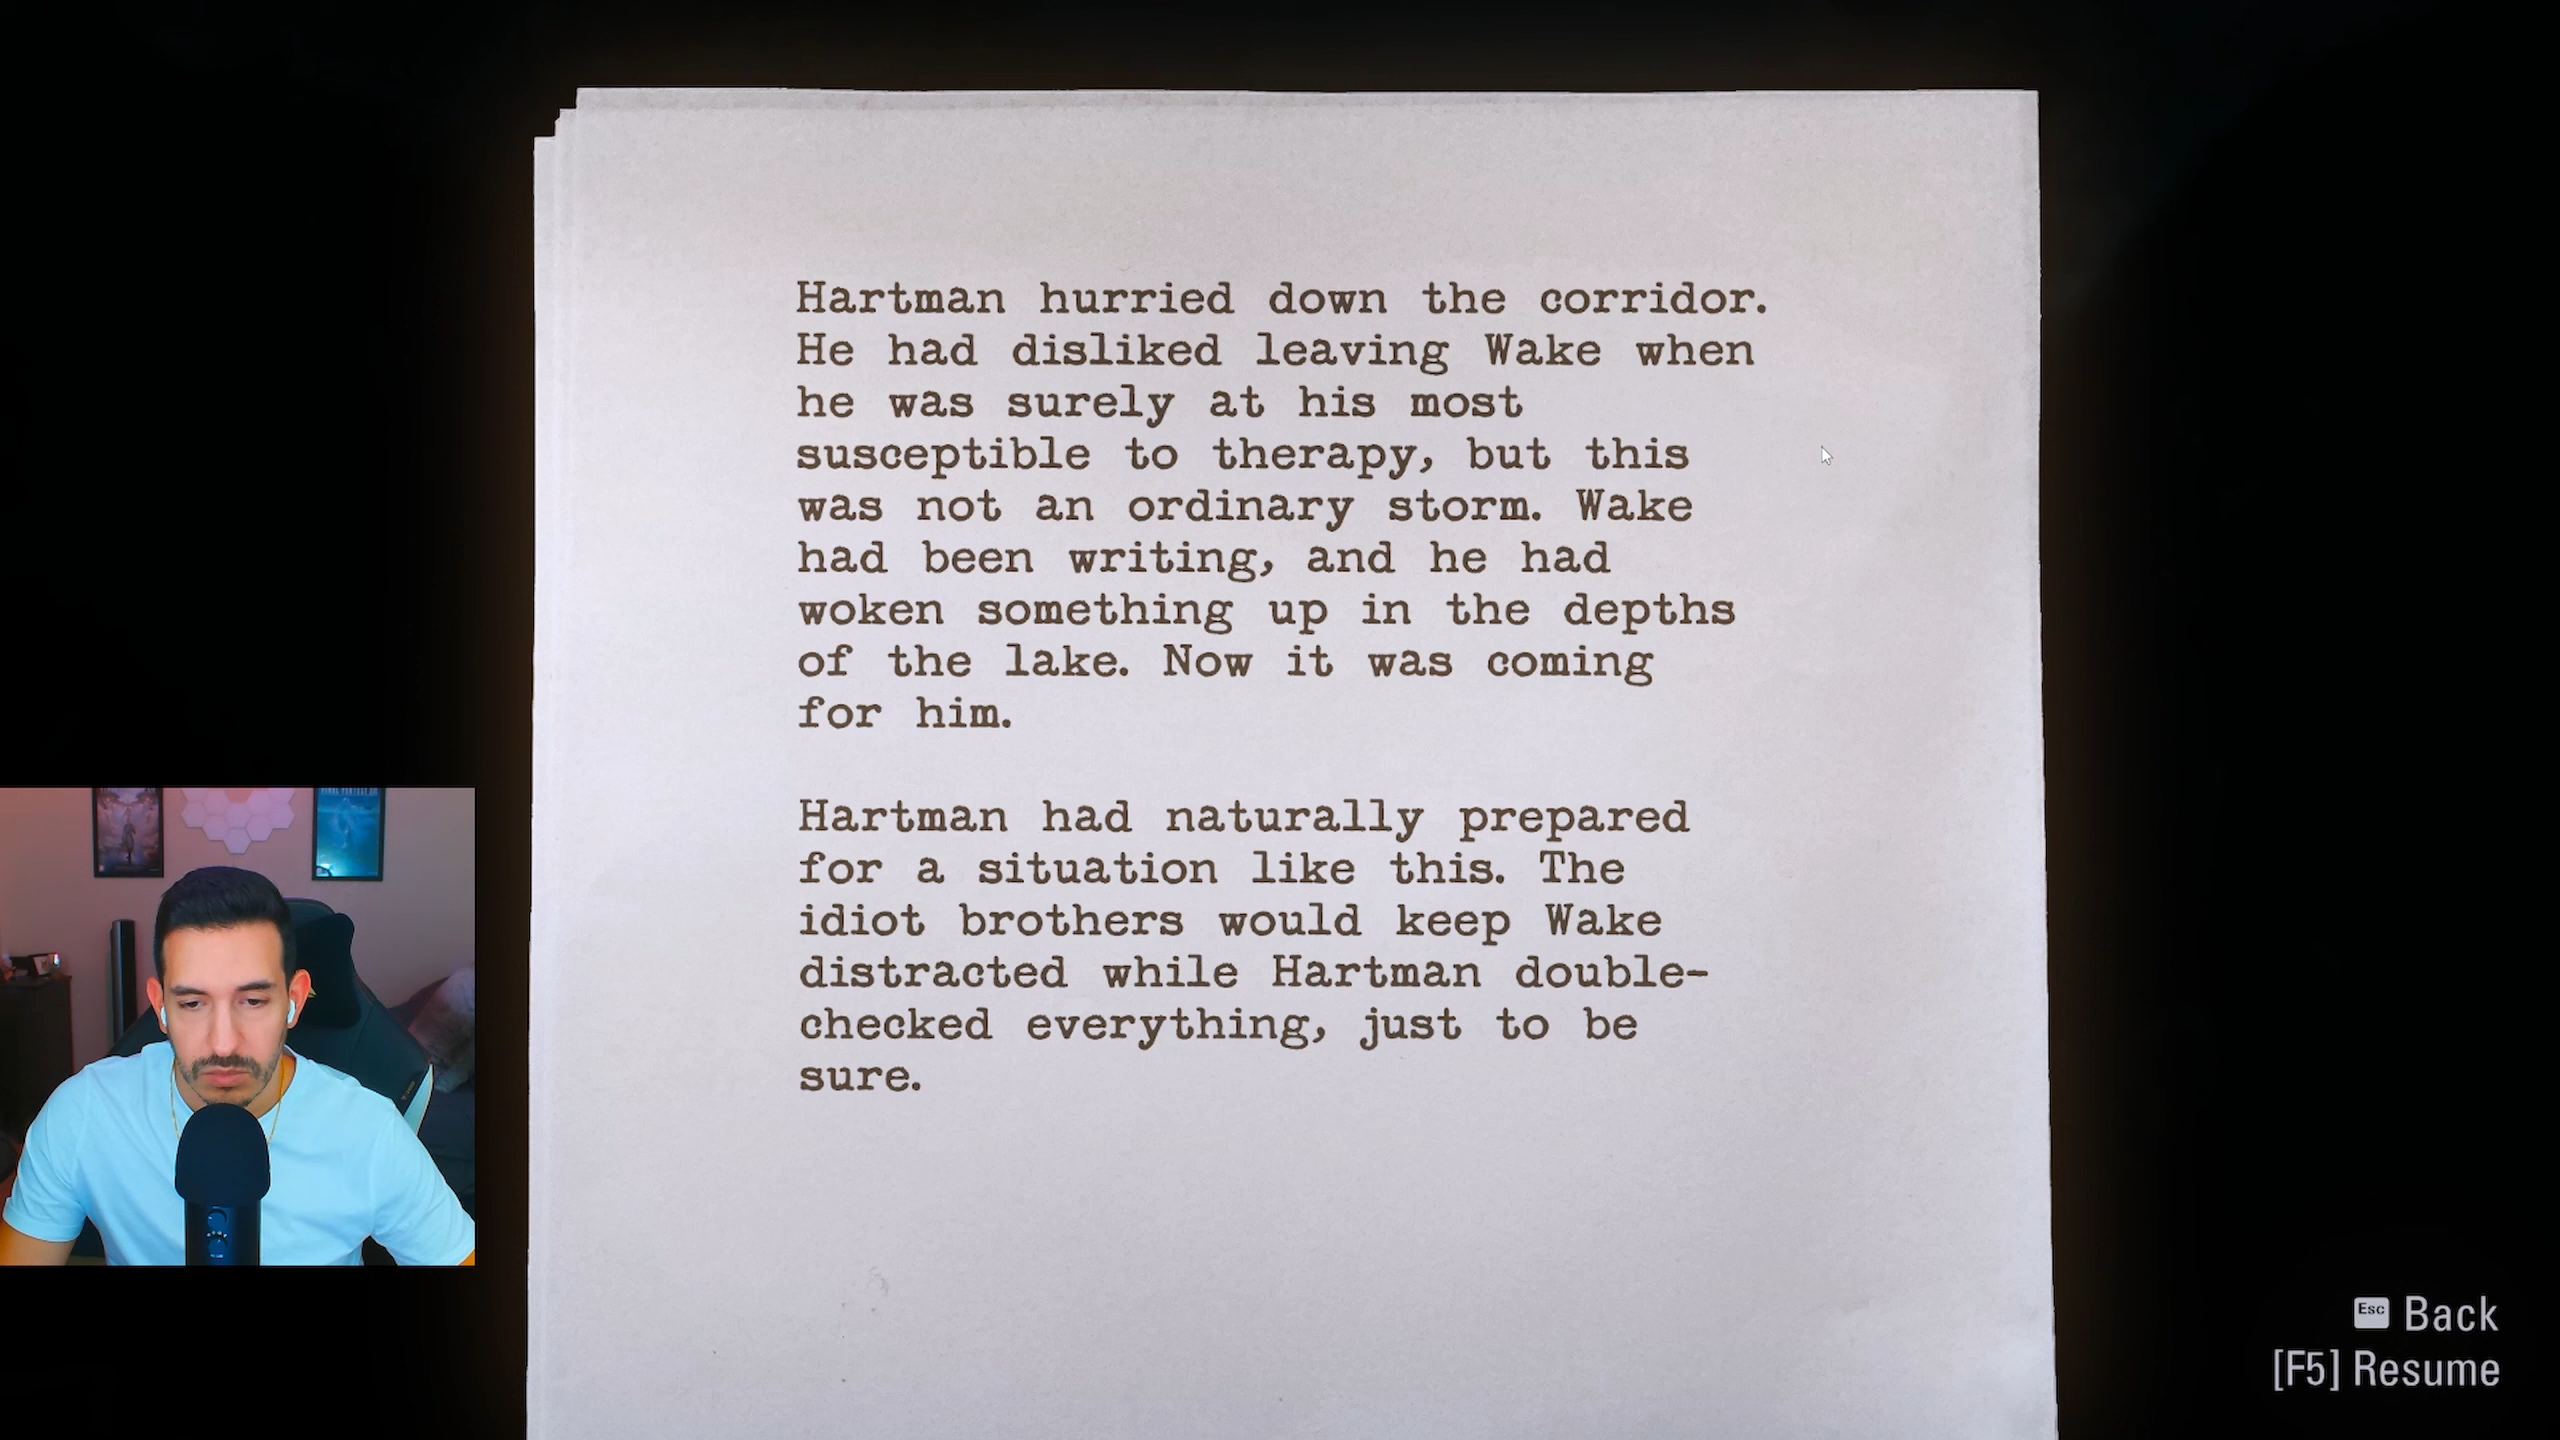 Hartman hurried down the corridor.
He had disliked leaving Wake when
he was surely at his most
susceptible to therapy, but this
was not an ordinary storm. Wake
had been writing, and he had
woken something up in the depths
of the lake. Now it was coming
for him.
Hartman had naturally prepared
for a situation like this. The
idiot brothers would keep Wake
distracted while Hartman double-
checked everything, just to be
sure.
Esc Back
[F5] Resume